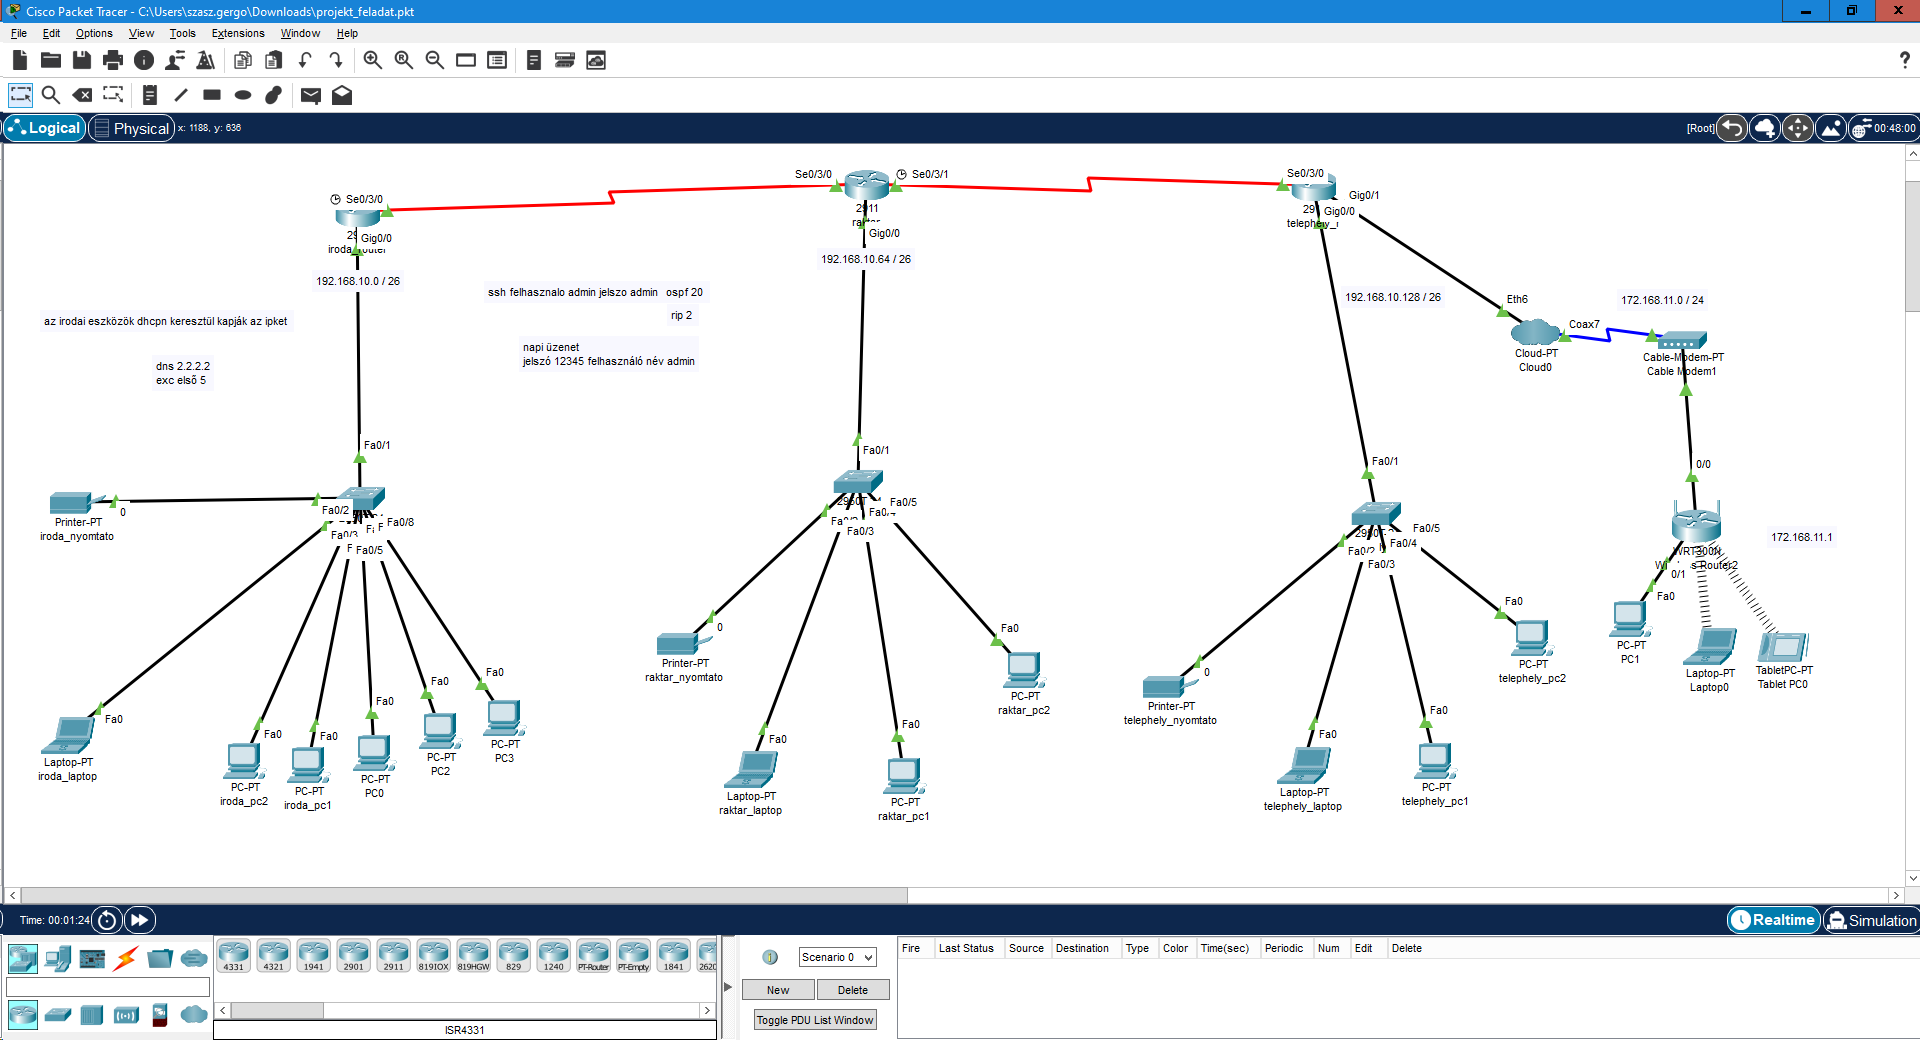 Cisco Packet Tracer - C:\Users\szasz.gergo\Downloads\projekt_feladat.pkt
File Edit Options View Tools Extensions Window Help
Logical Physical x: 1188, y: 636 [Root] 00:48:00
Se0/3/0
Gig0/0
192.168.10.0 / 26
az irodai eszközök dhcpn keresztül kapják az ipket
dns 2.2.2.2
exc első 5
ssh felhasznalo admin jelszo admin ospf 20
rip 2
napi üzenet
jelszó 12345 felhasználó név admin
Se0/3/0 Se0/3/1
2911
Gig0/0
192.168.10.64 / 26
Se0/3/0
Gig0/1
Gig0/0
192.168.10.128 / 26
Eth6
Coax7
Cloud-PT
Cloud0
172.168.11.0 / 24
Cable-Modem-PT
Cable Modem1
0/0
WRT300N
172.168.11.1
0/1
Fa0
PC-PT
PC1
Laptop-PT
Laptop0
TabletPC-PT
Tablet PC0
Fa0/1
Fa0/2
Fa0/3
Fa0/5
Fa0/8
0
Printer-PT
iroda_nyomtato
Fa0
Laptop-PT
iroda_laptop
Fa0
PC-PT
iroda_pc2
Fa0
PC-PT
iroda_pc1
Fa0
PC-PT
PC0
Fa0
PC-PT
PC2
Fa0
PC-PT
PC3
Fa0/1
Fa0/5
Fa0/3
0
Printer-PT
raktar_nyomtato
Fa0
Laptop-PT
raktar_laptop
Fa0
PC-PT
raktar_pc1
Fa0
PC-PT
raktar_pc2
Fa0/1
Fa0/5
Fa0/4
Fa0/2
Fa0/3
0
Printer-PT
telephely_nyomtato
Fa0
Laptop-PT
telephely_laptop
Fa0
PC-PT
telephely_pc1
Fa0
PC-PT
telephely_pc2
Time: 00:01:24 Realtime Simulation
4331 4321 1941 2901 2911 819IOX 819HGW 829 1240 PT-Router PT-Empty 1841 2620
ISR4331
Scenario 0
New Delete
Toggle PDU List Window
Fire Last Status Source Destination Type Color Time(sec) Periodic Num Edit Delete